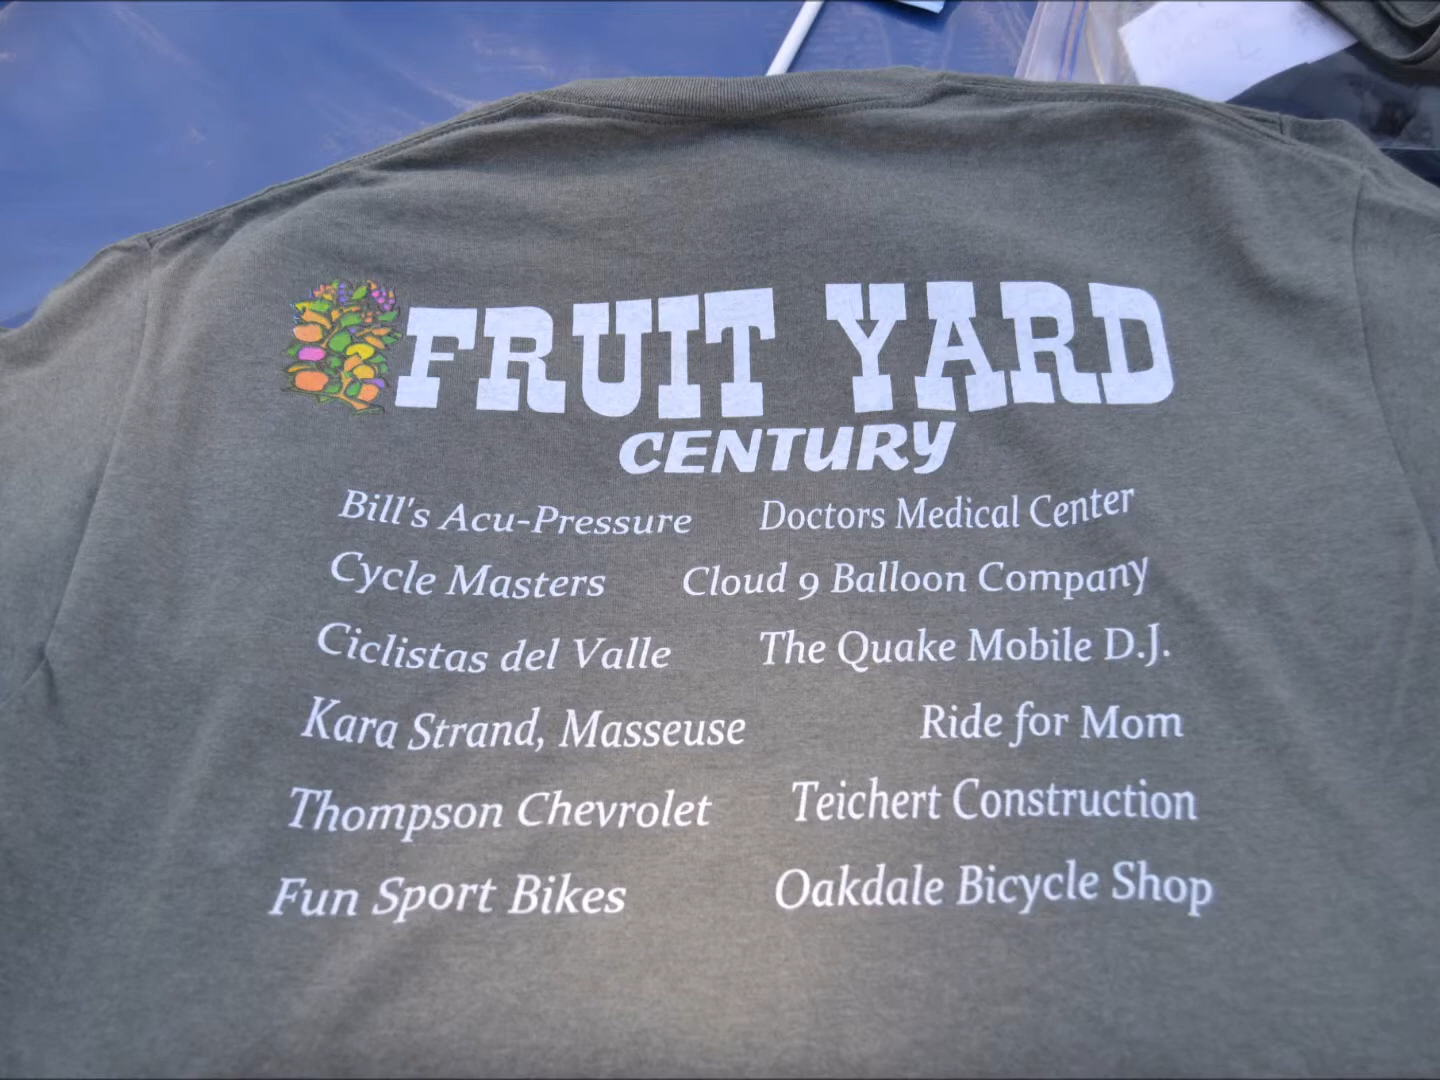 FRUIT YARD
CENTURY
Bill's Acu-Pressure Doctors Medical Center
Cycle Masters Cloud 9 Balloon Company
Ciclistas del Valle The Quake Mobile D.J.
Kara Strand, Masseuse Ride for Mom
Thompson Chevrolet Teichert Construction
Fun Sport Bikes Oakdale Bicycle Shop